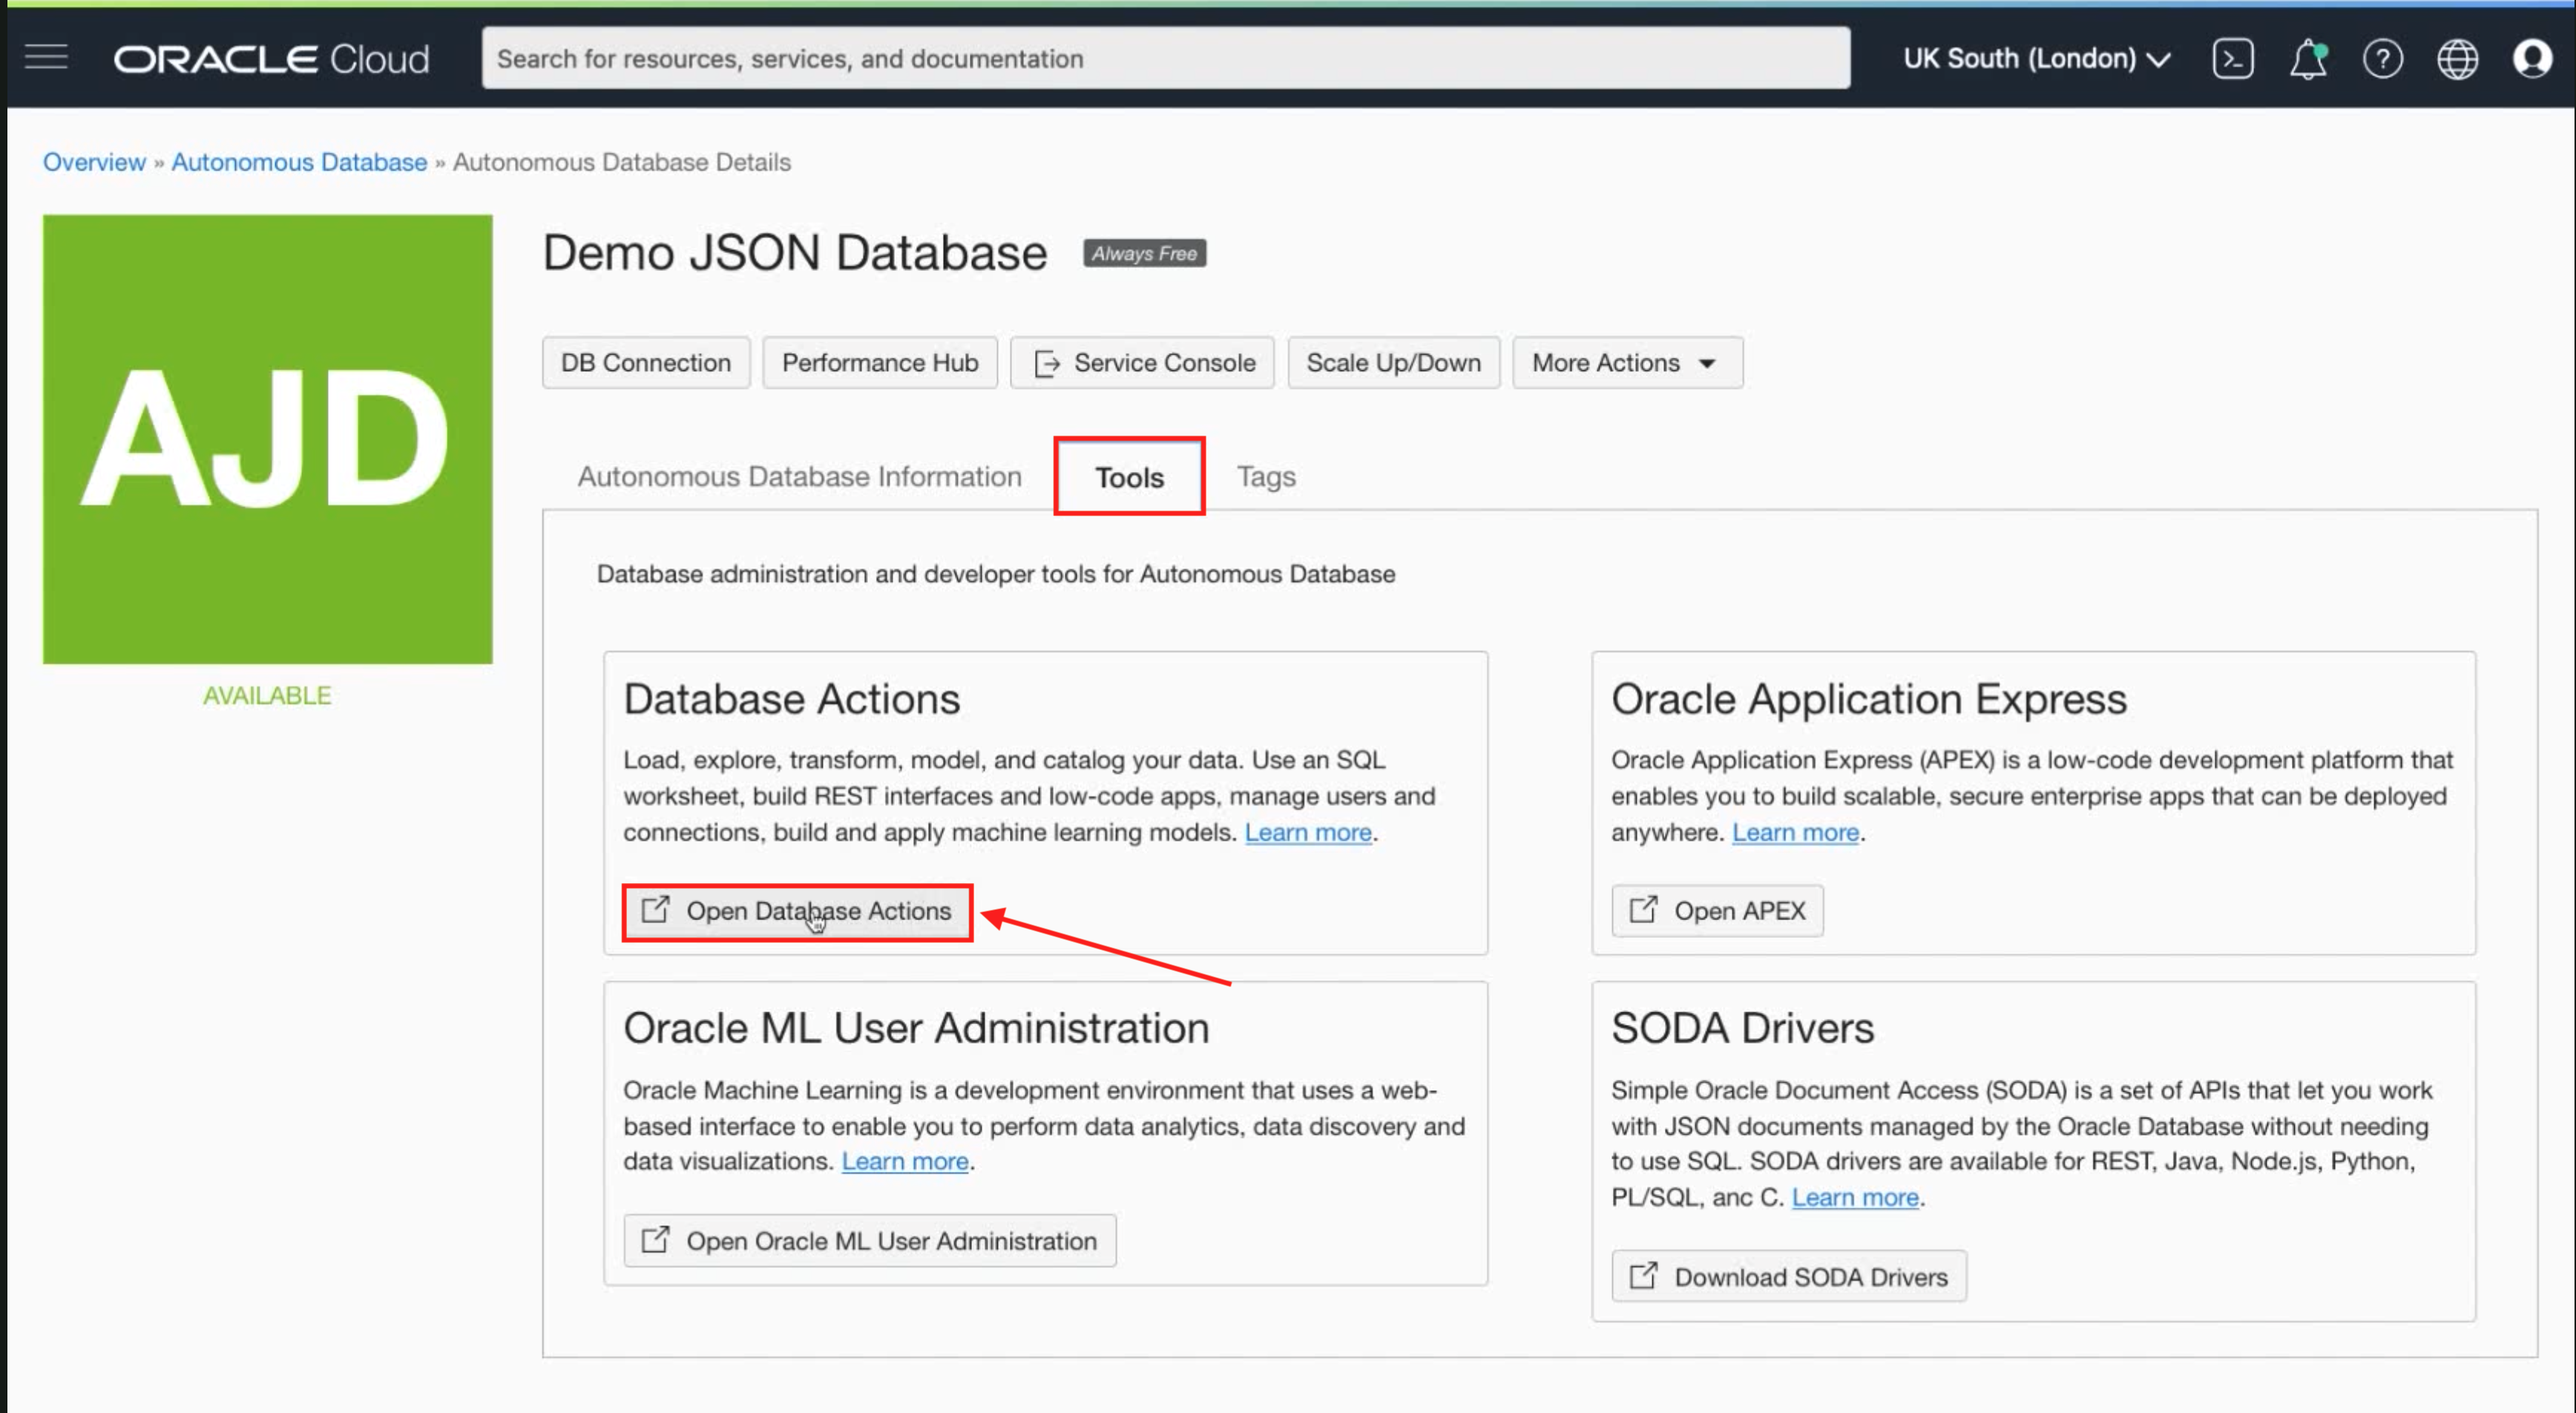 ORACLE Cloud
Search for resources, services, and documentation
UK South (London)
Overview » Autonomous Database » Autonomous Database Details
AJD
AVAILABLE
Demo JSON Database
Always Free
DB Connection
Performance Hub
Service Console
Scale Up/Down
More Actions
Autonomous Database Information
Tools
Tags
Database administration and developer tools for Autonomous Database
Database Actions
Load, explore, transform, model, and catalog your data. Use an SQL
worksheet, build REST interfaces and low-code apps, manage users and
connections, build and apply machine learning models. Learn more.
Open Database Actions
Oracle Application Express
Oracle Application Express (APEX) is a low-code development platform that
enables you to build scalable, secure enterprise apps that can be deployed
anywhere. Learn more.
Open APEX
Oracle ML User Administration
Oracle Machine Learning is a development environment that uses a web-
based interface to enable you to perform data analytics, data discovery and
data visualizations. Learn more.
Open Oracle ML User Administration
SODA Drivers
Simple Oracle Document Access (SODA) is a set of APIs that let you work
with JSON documents managed by the Oracle Database without needing
to use SQL. SODA drivers are available for REST, Java, Node.js, Python,
PL/SQL, anc C. Learn more.
Download SODA Drivers